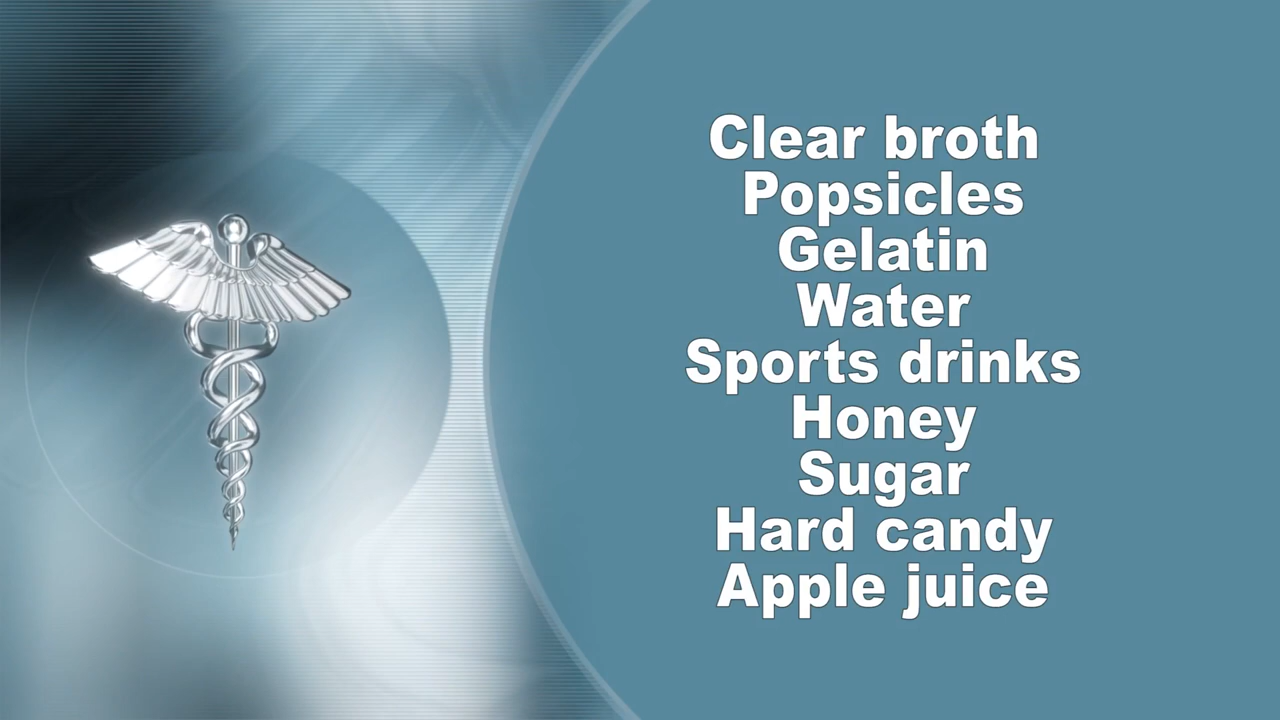 Clear broth
Popsicles
Gelatin
Water
Sports drinks
Honey
Sugar
Hard candy
Apple juice